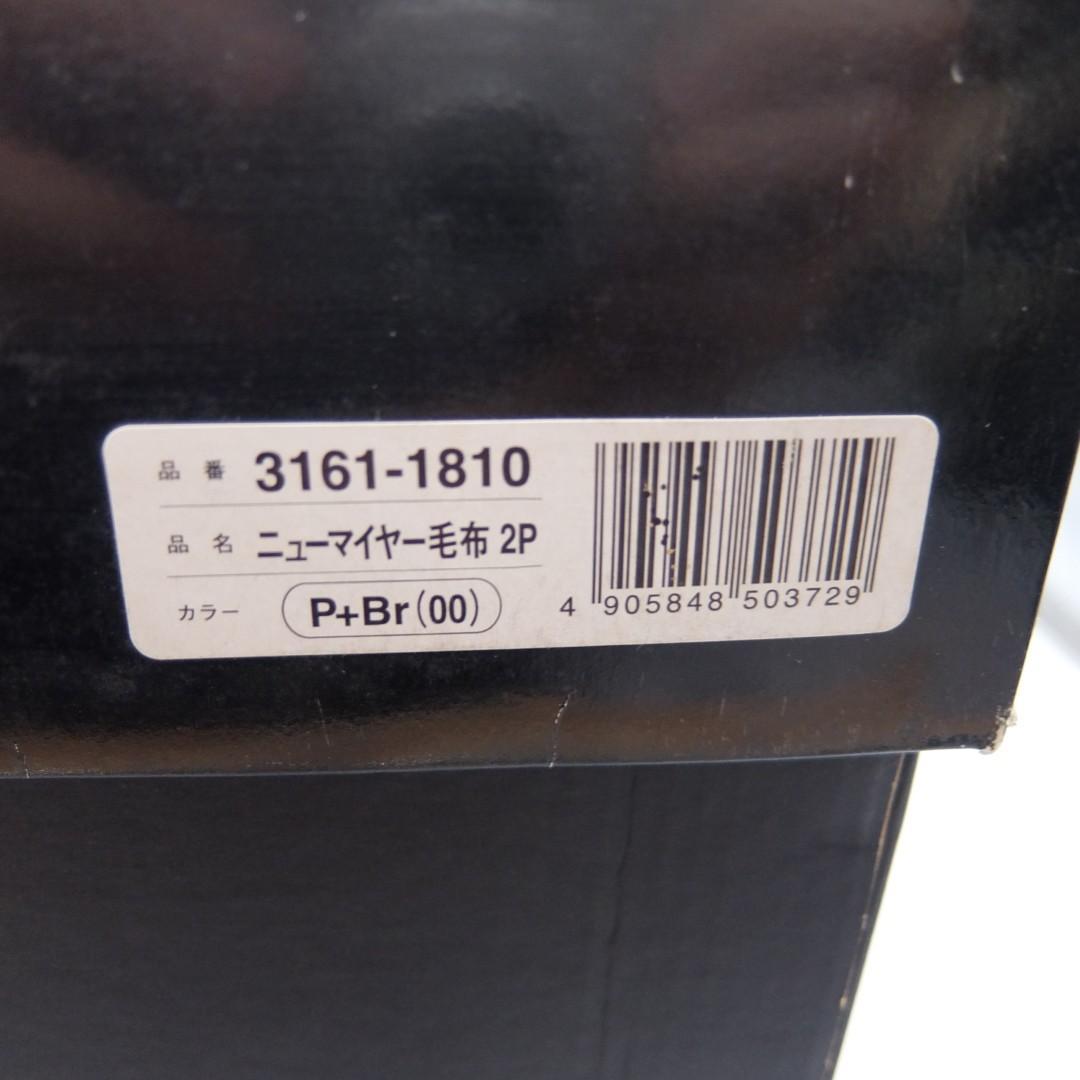 品番 3161-1810
品名 ニューマイヤー毛布 2P
カラー P+Br(00)
4 905848 503729